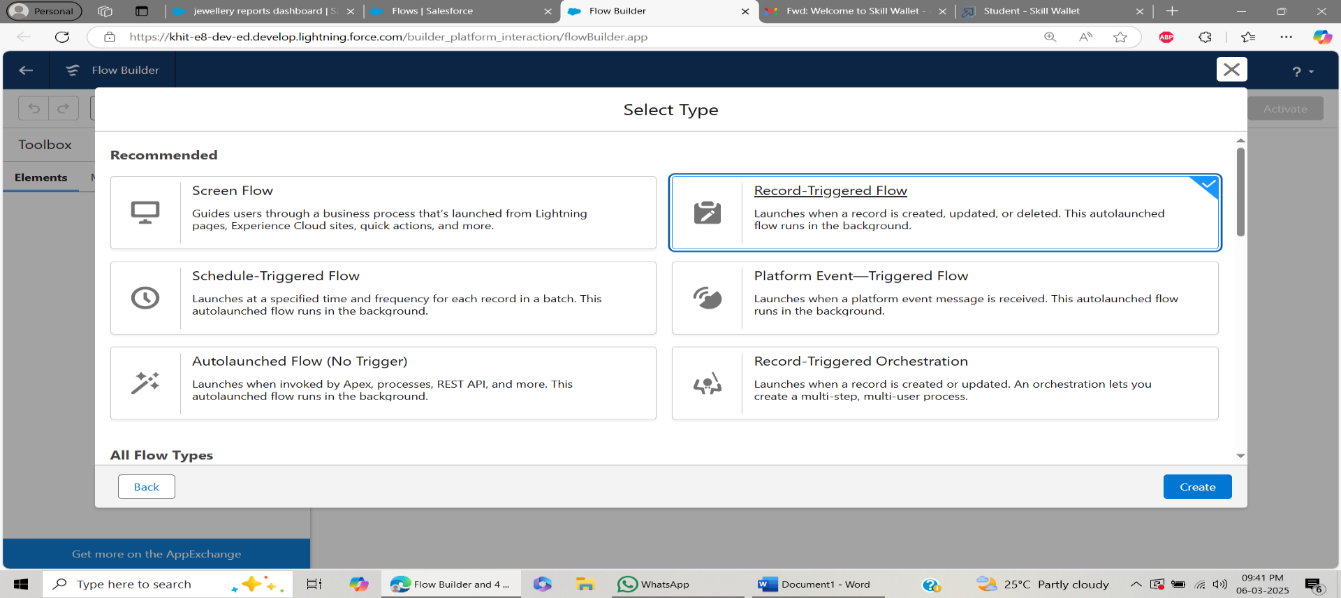 Personal
jewellery reports dashboard | S
Flows | Salesforce
Flow Builder
Fwd: Welcome to Skill Wallet -
Student - Skill Wallet
https://khit-e8-dev-ed.develop.lightning.force.com/builder_platform_interaction/flowBuilder.app
ABP
Flow Builder
?
Activate
Select Type
Toolbox
Elements
Recommended
Screen Flow
Guides users through a business process that's launched from Lightning
pages, Experience Cloud sites, quick actions, and more.
Record-Triggered Flow
Launches when a record is created, updated, or deleted. This autolaunched
flow runs in the background.
Schedule-Triggered Flow
Launches at a specified time and frequency for each record in a batch. This
autolaunched flow runs in the background.
Platform Event—Triggered Flow
Launches when a platform event message is received. This autolaunched flow
runs in the background.
Autolaunched Flow (No Trigger)
Launches when invoked by Apex, processes, REST API, and more. This
autolaunched flow runs in the background.
Record-Triggered Orchestration
Launches when a record is created or updated. An orchestration lets you
create a multi-step, multi-user process.
All Flow Types
Back
Create
Get more on the AppExchange
Type here to search
Flow Builder and 4 ...
WhatsApp
Document1 - Word
25°C Partly cloudy
09:41 PM
06-03-2025
6